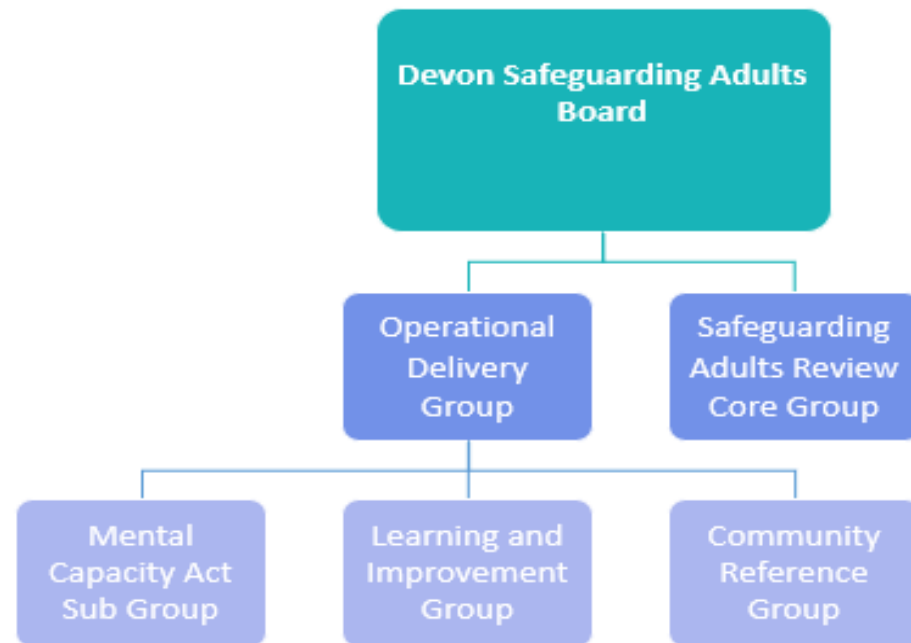 Devon Safeguarding Adults
Board
Operational
Delivery
Group
Safeguarding
Adults Review
Core Group
Mental
Capacity Act
Sub Group
Learning and
Improvement
Group
Community
Reference
Group